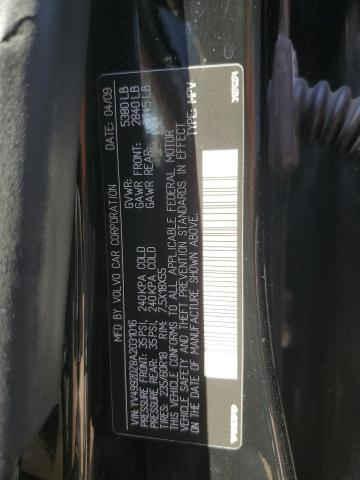 MFD BY VOLVO CAR CORPORATION DATE: 04/09
GVWR: 5380 LB
GAWR FRONT: 2840 LB
GAWR REAR: LB
VIN: YV4992DZ8A2031016
PRESSURE FRONT: 35 PSI, 240 KPA COLD
PRESSURE REAR: 35 PSI, 240 KPA COLD
TIRES: 235/60R18 RIM: 7.5X18X55
THIS VEHICLE CONFORMS TO ALL APPLICABLE FEDERAL MOTOR
VEHICLE SAFETY AND THEFT PREVENTION STANDARDS IN EFFECT
ON THE DATE OF MANUFACTURE SHOWN ABOVE.
TYPE: MPV
VOLVO